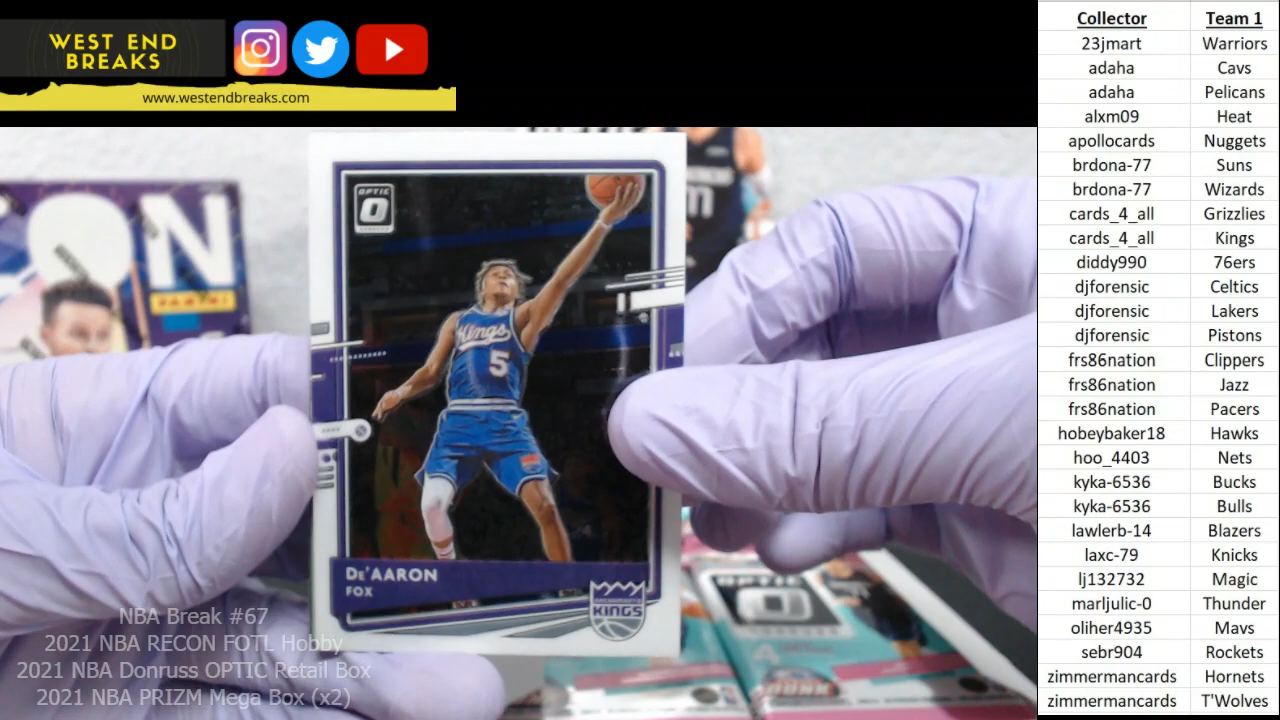 WEST END
BREAKS
www.westendbreaks.com
ON
PANINI
OPTIC
Kings
5
DE'AARON
FOX
SACRAMENTO
KINGS
OPTIC
NBA Break #67
2021 NBA RECON FOTL Hobby
2021 NBA Donruss OPTIC Retail Box
2021 NBA PRIZM Mega Box (x2)
Collector Team 1
23jmart Warriors
adaha Cavs
adaha Pelicans
alxm09 Heat
apollocards Nuggets
brdona-77 Suns
brdona-77 Wizards
cards_4_all Grizzlies
cards_4_all Kings
diddy990 76ers
djforensic Celtics
djforensic Lakers
djforensic Pistons
frs86nation Clippers
frs86nation Jazz
frs86nation Pacers
hobeybaker18 Hawks
hoo_4403 Nets
kyka-6536 Bucks
kyka-6536 Bulls
lawlerb-14 Blazers
laxc-79 Knicks
lj132732 Magic
marljulic-0 Thunder
oliher4935 Mavs
sebr904 Rockets
zimmermancards Hornets
zimmermancards T'Wolves